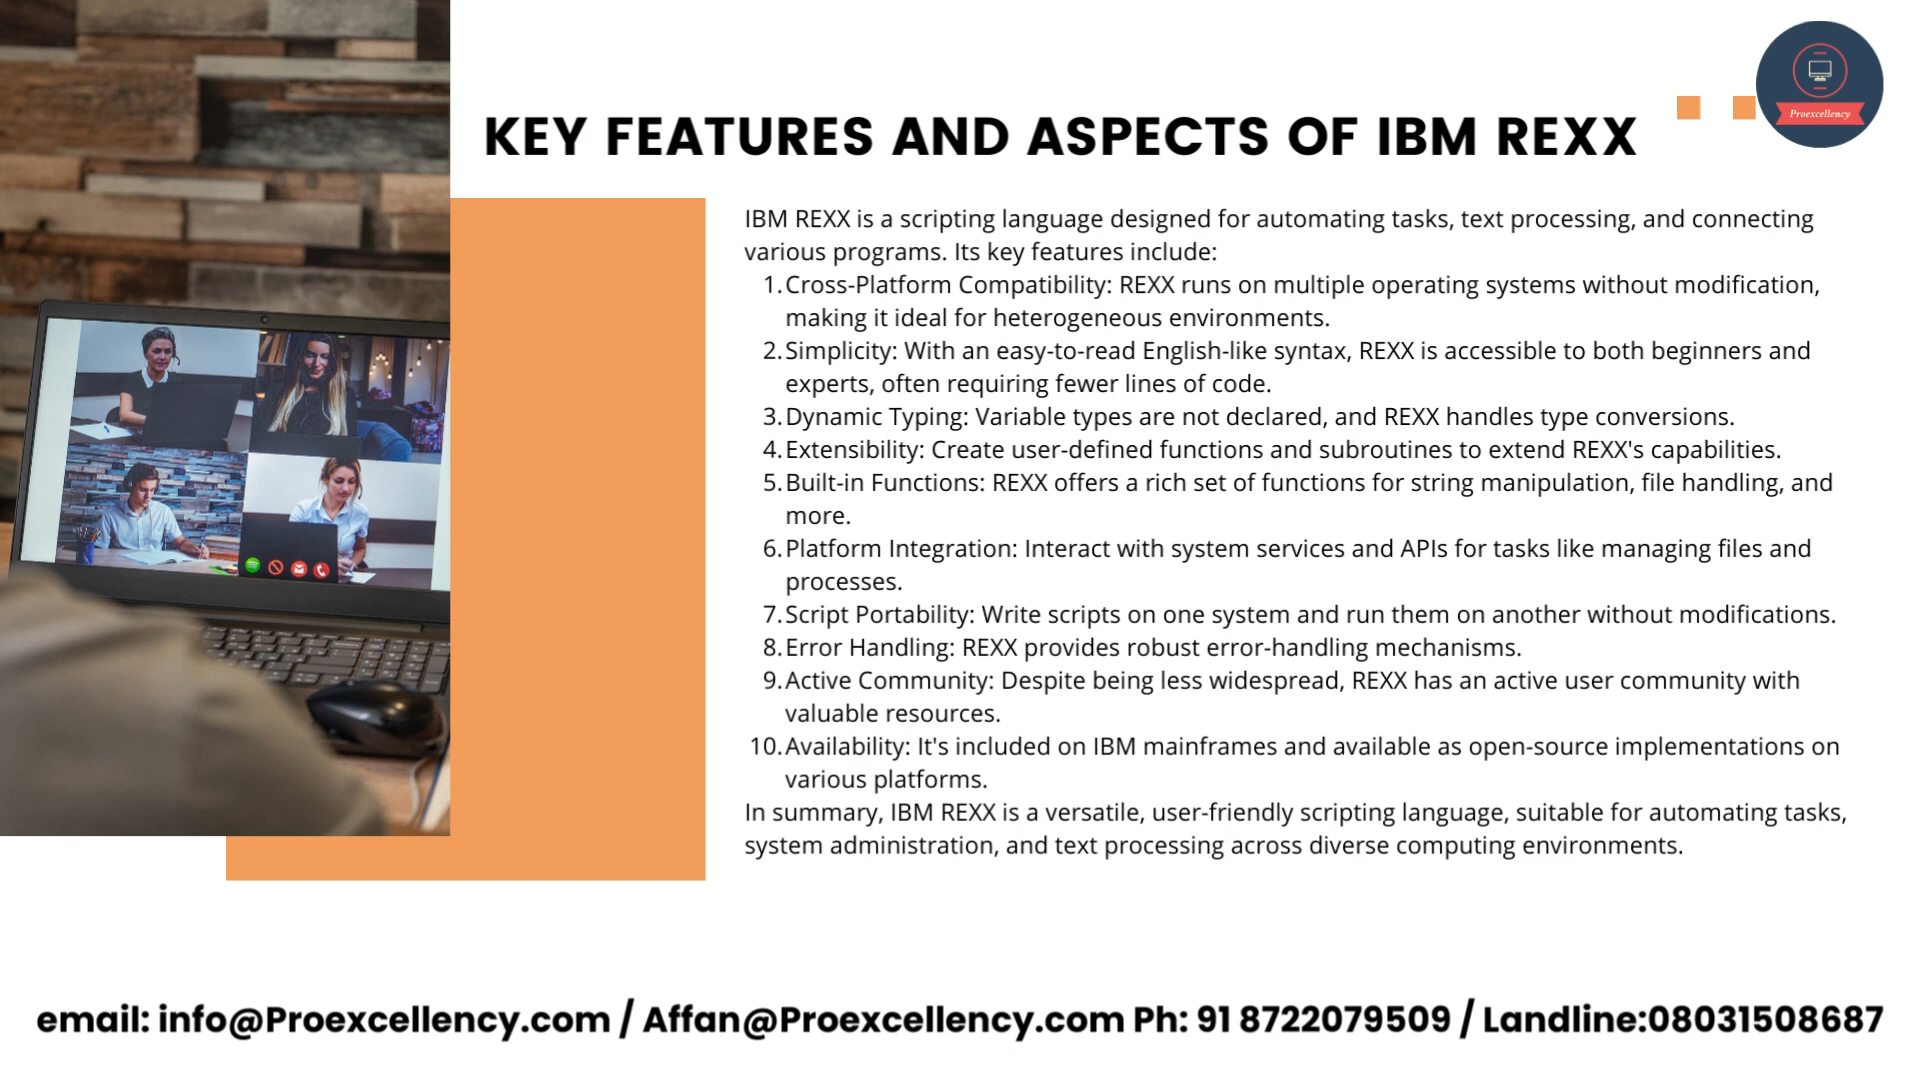 Proexcellency
KEY FEATURES AND ASPECTS OF IBM REXX
IBM REXX is a scripting language designed for automating tasks, text processing, and connecting
various programs. Its key features include:
1. Cross-Platform Compatibility: REXX runs on multiple operating systems without modification,
making it ideal for heterogeneous environments.
2. Simplicity: With an easy-to-read English-like syntax, REXX is accessible to both beginners and
experts, often requiring fewer lines of code.
3. Dynamic Typing: Variable types are not declared, and REXX handles type conversions.
4. Extensibility: Create user-defined functions and subroutines to extend REXX's capabilities.
5. Built-in Functions: REXX offers a rich set of functions for string manipulation, file handling, and
more.
6. Platform Integration: Interact with system services and APIs for tasks like managing files and
processes.
7. Script Portability: Write scripts on one system and run them on another without modifications.
8. Error Handling: REXX provides robust error-handling mechanisms.
9. Active Community: Despite being less widespread, REXX has an active user community with
valuable resources.
10. Availability: It's included on IBM mainframes and available as open-source implementations on
various platforms.
In summary, IBM REXX is a versatile, user-friendly scripting language, suitable for automating tasks,
system administration, and text processing across diverse computing environments.
email: info@Proexcellency.com / Affan@Proexcellency.com Ph: 91 8722079509 / Landline:08031508687